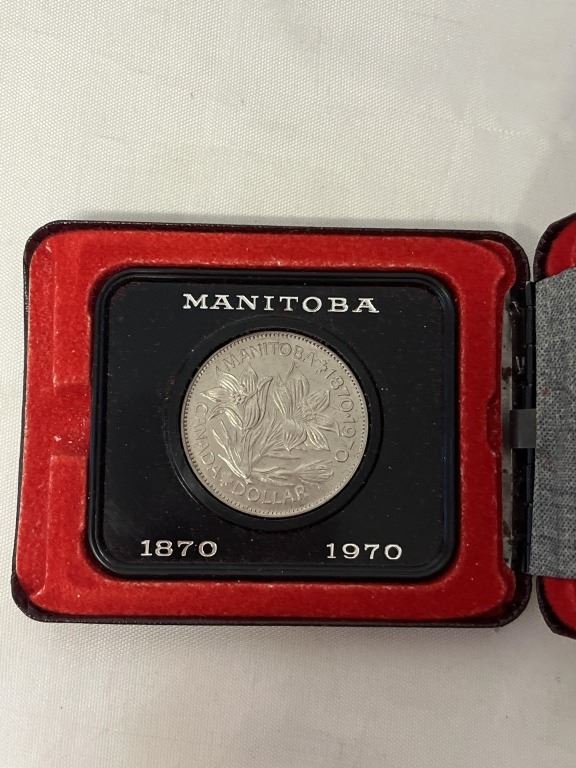 MANITOBA
MANITOBA · 1870 · 1970
CANADA DOLLAR
1870 1970